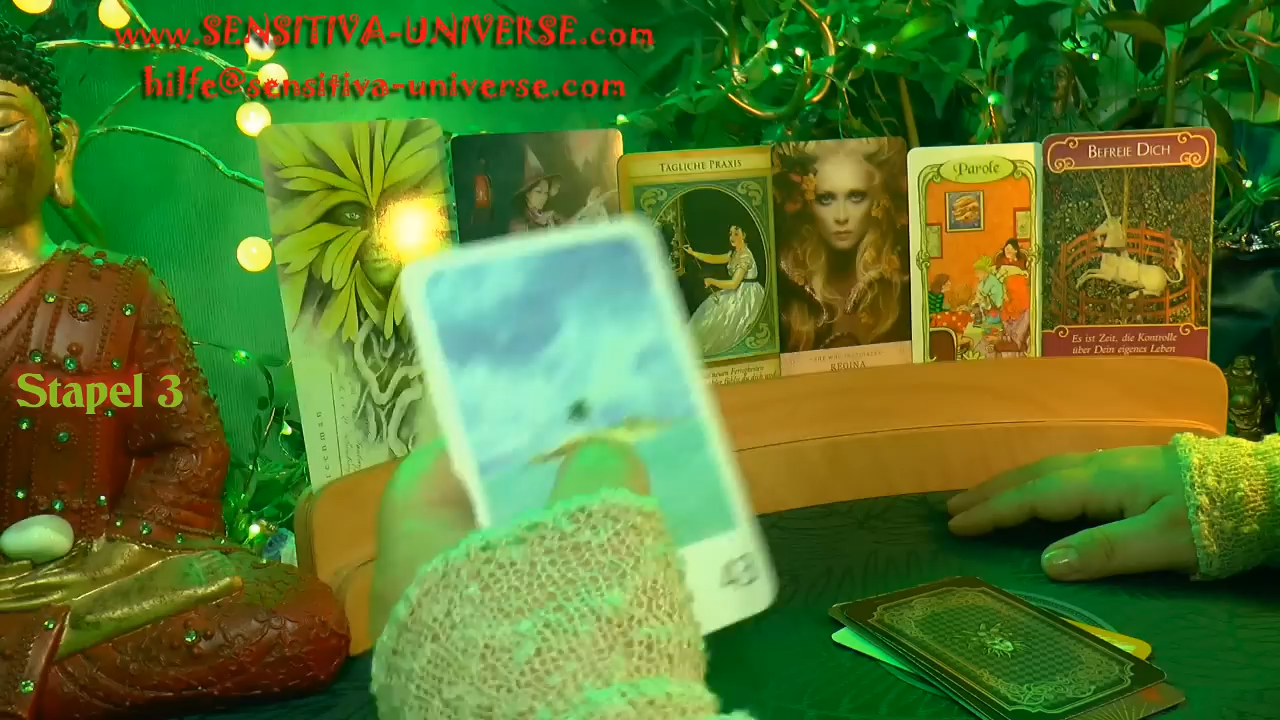 www.SENSITIVA-UNIVERSE.com
hilfe@sensitiva-universe.com
TÄGLICHE PRAXIS
Parole
BEFREIE DICH
REGINA
Es ist Zeit, die Kontrolle
über Dein eigenes Leben
Stapel 3
43